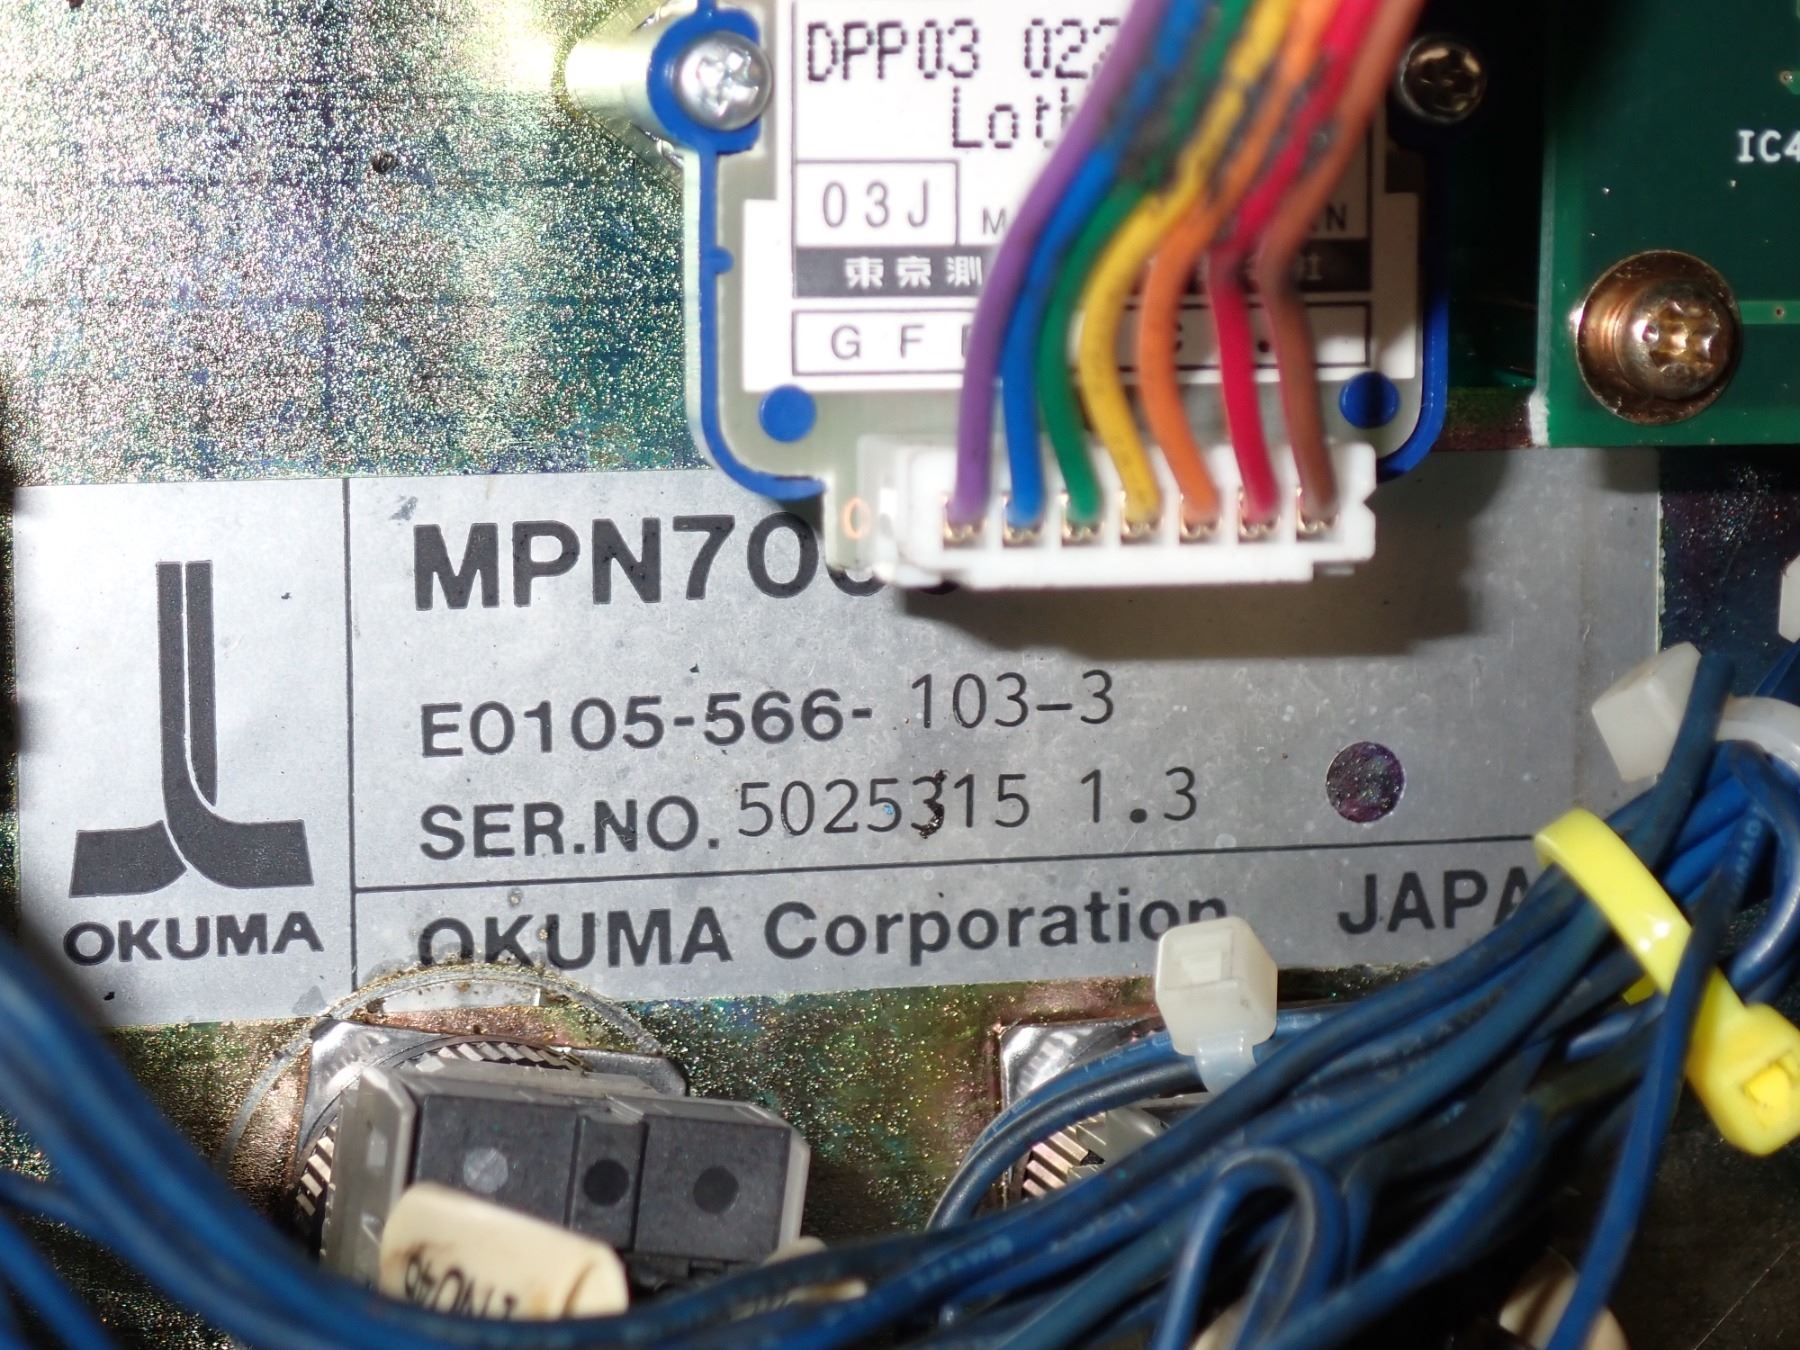 DPP03 02
Lot
03J
東京測
G F
IC4
MPN70
E0105-566-103-3
SER.NO. 5025315 1.3
OKUMA
OKUMA Corporation JAPA